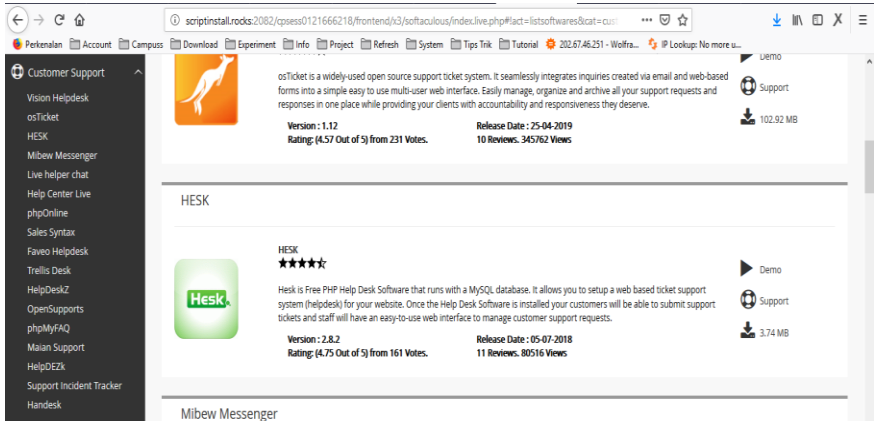 scriptinstall.rocks:2082/cpsess0121666218/frontend/x3/softaculous/index.live.php#!act=listsoftwares&cat=cust
Perkenalan Account Campuss Download Experiment Info Project Refresh System Tips Trik Tutorial 202.67.46.251 - Wolfra... IP Lookup: No more u...
Customer Support
Vision Helpdesk
osTicket
HESK
Mibew Messenger
Live helper chat
Help Center Live
phpOnline
Sales Syntax
Faveo Helpdesk
Trellis Desk
HelpDeskZ
OpenSupports
phpMyFAQ
Maian Support
HelpDEZk
Support Incident Tracker
Handesk
osTicket is a widely-used open source support ticket system. It seamlessly integrates inquiries created via email and web-based
forms into a simple easy to use multi-user web interface. Easily manage, organize and archive all your support requests and
responses in one place while providing your clients with accountability and responsiveness they deserve.
Version : 1.12 Release Date : 25-04-2019
Rating: (4.57 Out of 5) from 231 Votes. 10 Reviews. 345762 Views
Demo
Support
102.92 MB
HESK
HESK
Hesk
Hesk is Free PHP Help Desk Software that runs with a MySQL database. It allows you to setup a web based ticket support
system (helpdesk) for your website. Once the Help Desk Software is installed your customers will be able to submit support
tickets and staff will have an easy-to-use web interface to manage customer support requests.
Version : 2.8.2 Release Date : 05-07-2018
Rating: (4.75 Out of 5) from 161 Votes. 11 Reviews. 80516 Views
Demo
Support
3.74 MB
Mibew Messenger